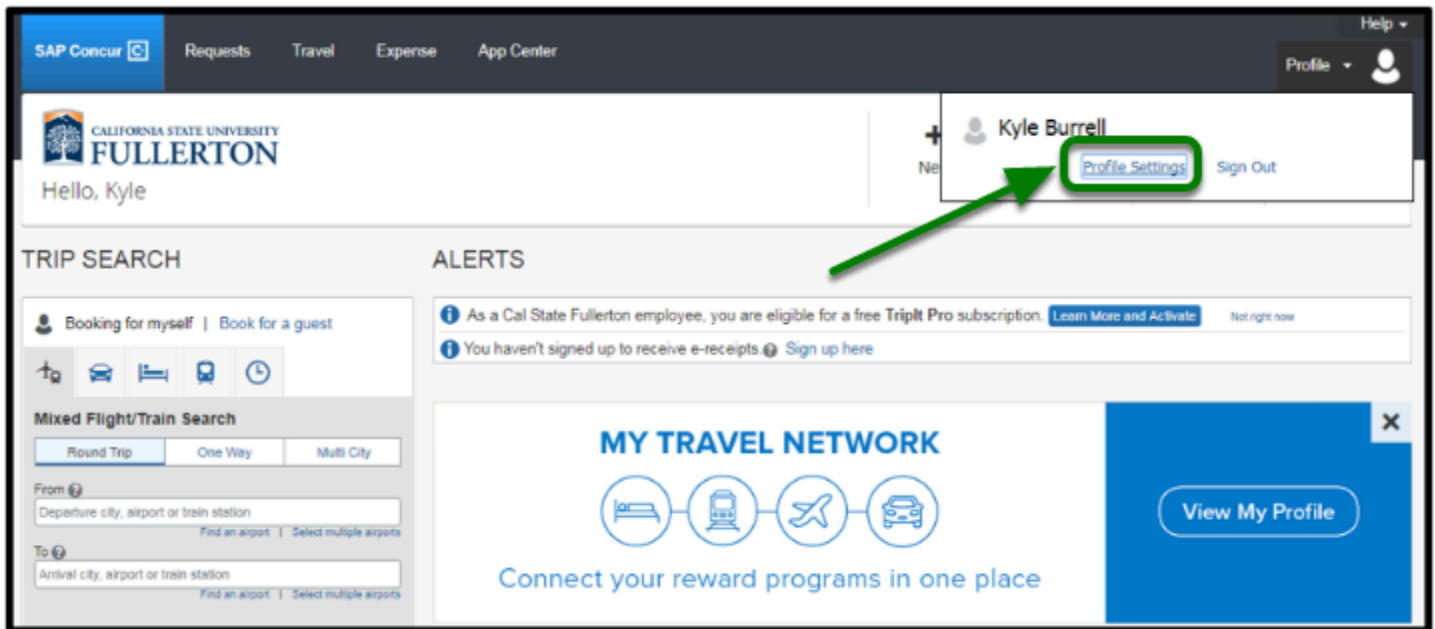 Help
SAP Concur C Requests Travel Expense App Center
Profile
CALIFORNIA STATE UNIVERSITY
FULLERTON
Hello, Kyle
Kyle Burrell
Ne
Profile Settings Sign Out
TRIP SEARCH
ALERTS
Booking for myself | Book for a guest
As a Cal State Fullerton employee, you are eligible for a free TripIt Pro subscription. Learn More and Activate Not right now
You haven't signed up to receive e-receipts. Sign up here
Mixed Flight/Train Search
Round Trip One Way Multi City
From
Departure city, airport or train station
Find an airport | Select multiple airports
To
Arrival city, airport or train station
Find an airport | Select multiple airports
MY TRAVEL NETWORK
Connect your reward programs in one place
View My Profile